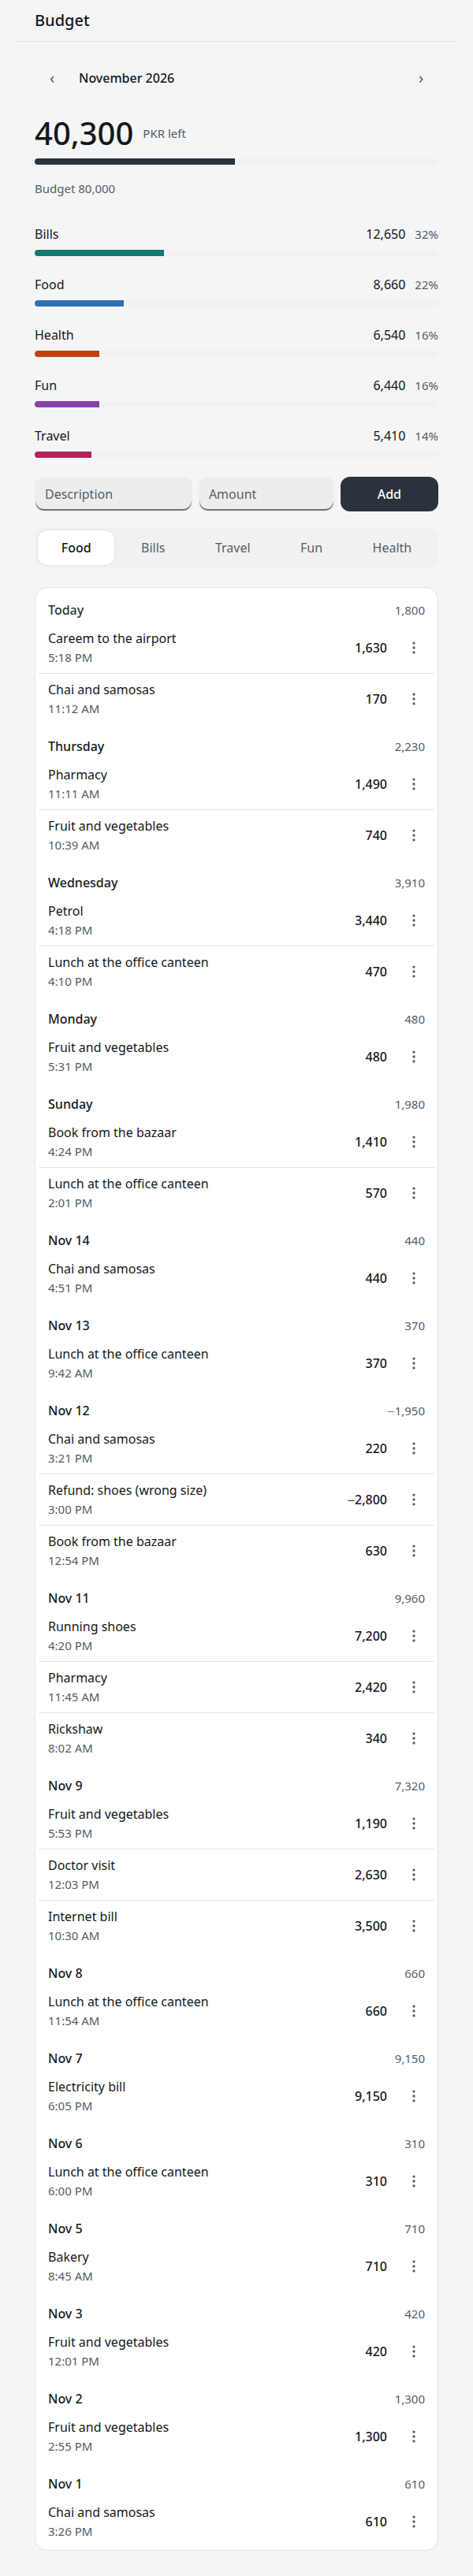 Budget
‹ November 2026 ›
40,300 PKR left
Budget 80,000
Bills 12,650 32%
Food 8,660 22%
Health 6,540 16%
Fun 6,440 16%
Travel 5,410 14%
Description Amount Add
Food Bills Travel Fun Health
Today 1,800
Careem to the airport 1,630
5:18 PM
Chai and samosas 170
11:12 AM
Thursday 2,230
Pharmacy 1,490
11:11 AM
Fruit and vegetables 740
10:39 AM
Wednesday 3,910
Petrol 3,440
4:18 PM
Lunch at the office canteen 470
4:10 PM
Monday 480
Fruit and vegetables 480
5:31 PM
Sunday 1,980
Book from the bazaar 1,410
4:24 PM
Lunch at the office canteen 570
2:01 PM
Nov 14 440
Chai and samosas 440
4:51 PM
Nov 13 370
Lunch at the office canteen 370
9:42 AM
Nov 12 −1,950
Chai and samosas 220
3:21 PM
Refund: shoes (wrong size) −2,800
3:00 PM
Book from the bazaar 630
12:54 PM
Nov 11 9,960
Running shoes 7,200
4:20 PM
Pharmacy 2,420
11:45 AM
Rickshaw 340
8:02 AM
Nov 9 7,320
Fruit and vegetables 1,190
5:53 PM
Doctor visit 2,630
12:03 PM
Internet bill 3,500
10:30 AM
Nov 8 660
Lunch at the office canteen 660
11:54 AM
Nov 7 9,150
Electricity bill 9,150
6:05 PM
Nov 6 310
Lunch at the office canteen 310
6:00 PM
Nov 5 710
Bakery 710
8:45 AM
Nov 3 420
Fruit and vegetables 420
12:01 PM
Nov 2 1,300
Fruit and vegetables 1,300
2:55 PM
Nov 1 610
Chai and samosas 610
3:26 PM